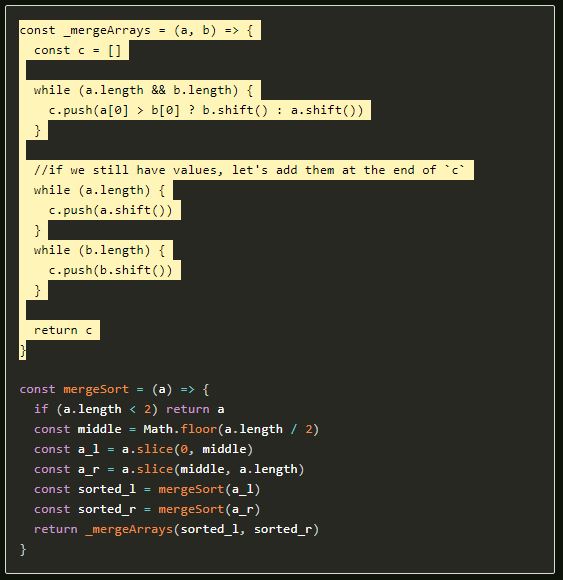 const _mergeArrays = (a, b) => {
  const c = []

  while (a.length && b.length) {
    c.push(a[0] > b[0] ? b.shift() : a.shift())
  }

  //if we still have values, let's add them at the end of `c`
  while (a.length) {
    c.push(a.shift())
  }
  while (b.length) {
    c.push(b.shift())
  }

  return c
}

const mergeSort = (a) => {
  if (a.length < 2) return a
  const middle = Math.floor(a.length / 2)
  const a_l = a.slice(0, middle)
  const a_r = a.slice(middle, a.length)
  const sorted_l = mergeSort(a_l)
  const sorted_r = mergeSort(a_r)
  return _mergeArrays(sorted_l, sorted_r)
}